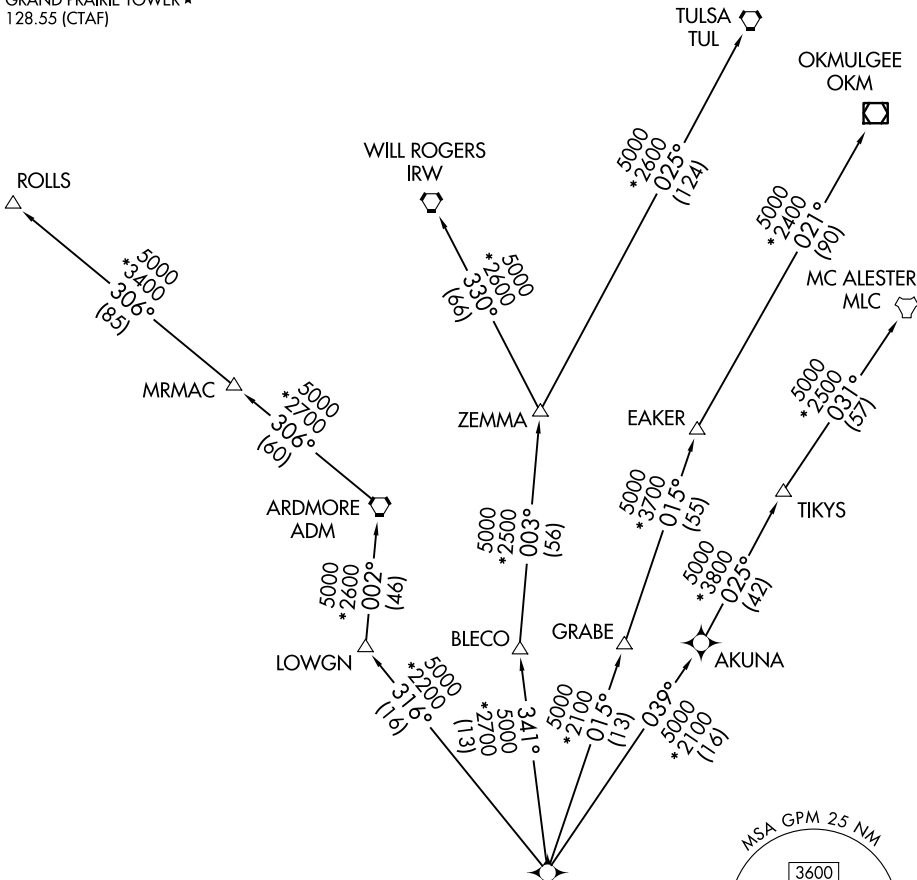 GRAND PRAIRIE TOWER★
128.55 (CTAF)
TULSA
TUL
OKMULGEE
OKM
WILL ROGERS
IRW
ROLLS
5000
*2600
025°
(124)
5000
*2400
021°
(90)
5000
*3400
306°
(85)
5000
*2600
330°
(66)
MC ALESTER
MLC
MRMAC
5000
*2700
306°
(60)
ZEMMA
EAKER
5000
*2500
031°
(57)
ARDMORE
ADM
5000
*2500
003°
(56)
5000
*3700
015°
(55)
TIKYS
5000
*2600
002°
(46)
5000
*3800
025°
(42)
LOWGN
BLECO
GRABE
AKUNA
5000
*2200
316°
(16)
341°
5000
*2700
(13)
5000
*2100
015°
(13)
039°
5000
*2100
(16)
MSA GPM 25 NM
3600